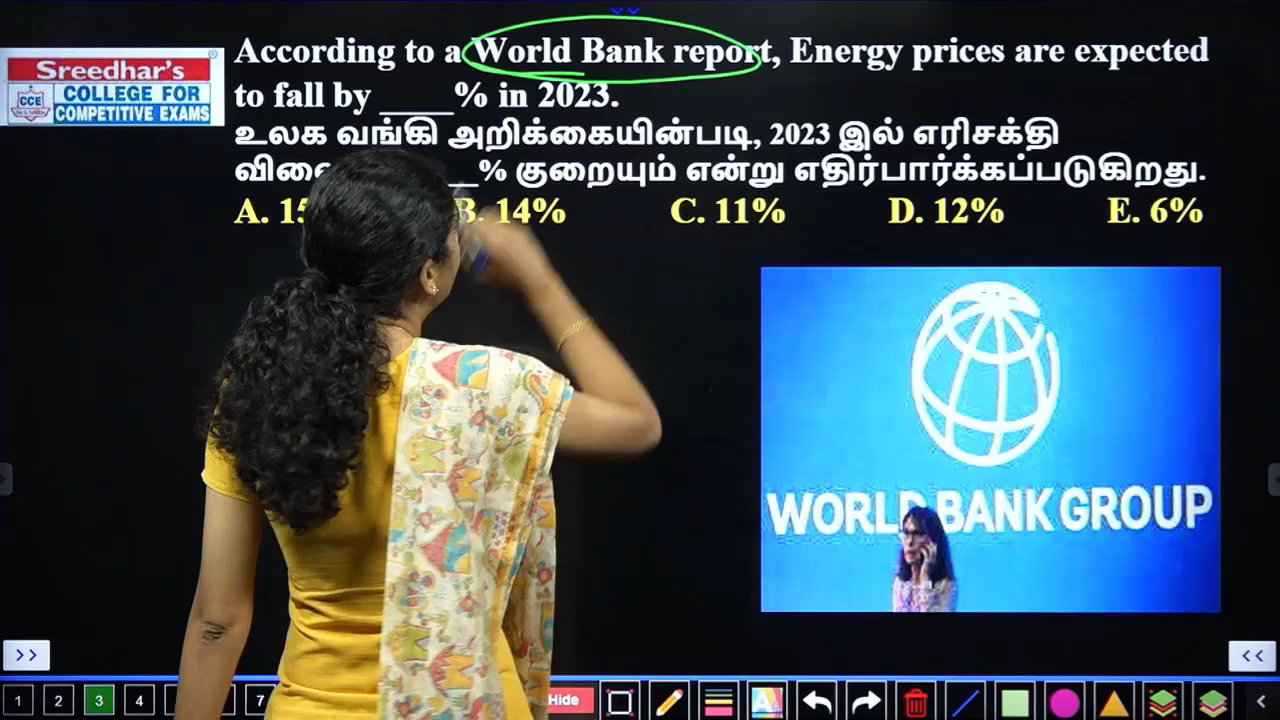 According to a World Bank report, Energy prices are expected
to fall by ____% in 2023.
உலக வங்கி அறிக்கையின்படி, 2023 இல் எரிசக்தி
% குறையும் என்று எதிர்பார்க்கப்படுகிறது.
A. 15 B. 14% C. 11% D. 12% E. 6%
Sreedhar's
CCE
COLLEGE FOR
COMPETITIVE EXAMS
WORLD BANK GROUP
>> <<
1 2 3 4 7 Hide A